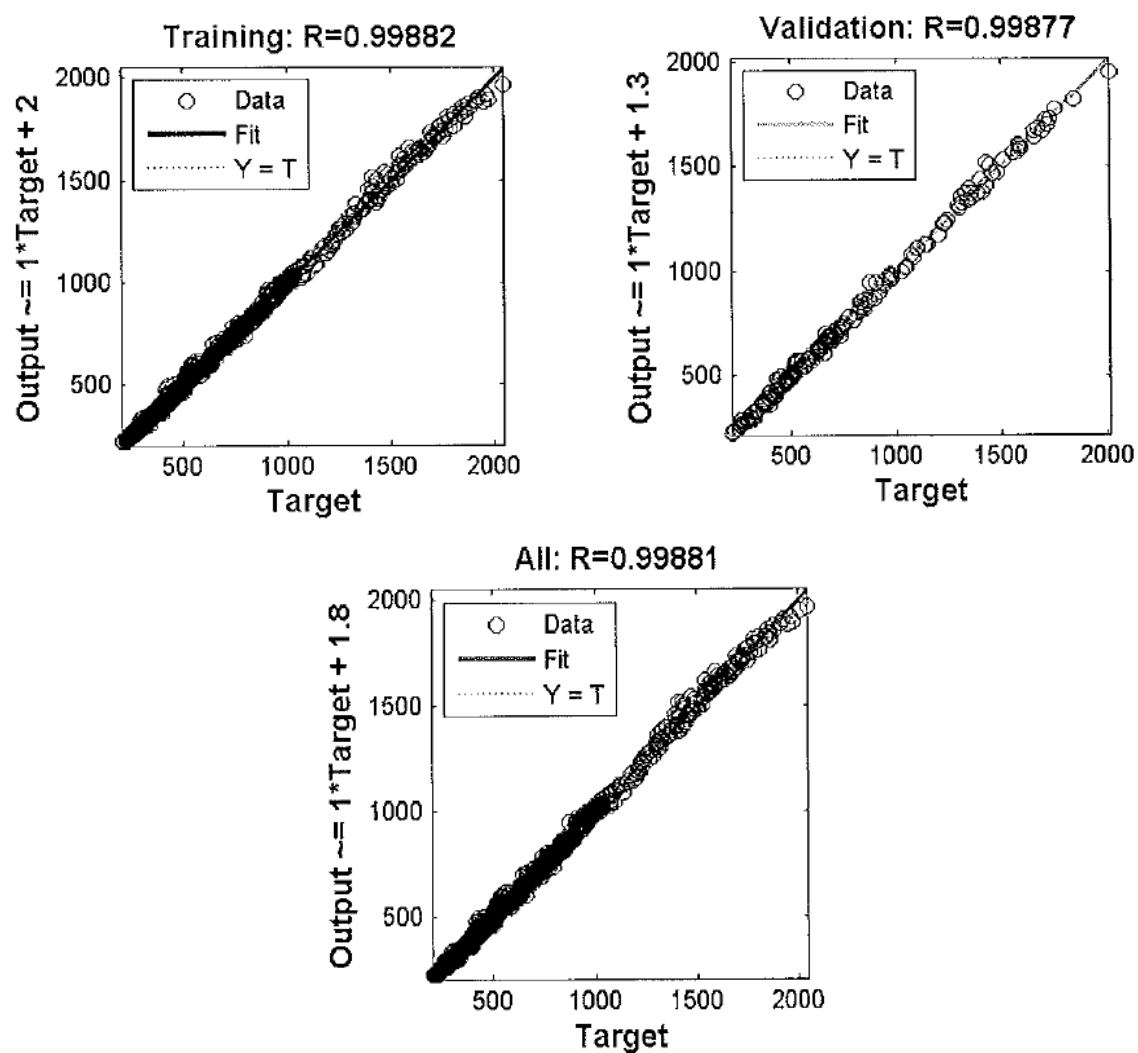 Training: R=0.99882
Output ~= 1*Target + 2
2000
1500
1000
500
Data
Fit
Y = T
500
1000
1500
2000
Target
Validation: R=0.99877
Output ~= 1*Target + 1.3
2000
1500
1000
500
Data
Fit
Y = T
500
1000
1500
2000
Target
All: R=0.99881
Output ~= 1*Target + 1.8
2000
1500
1000
500
Data
Fit
Y = T
500
1000
1500
2000
Target